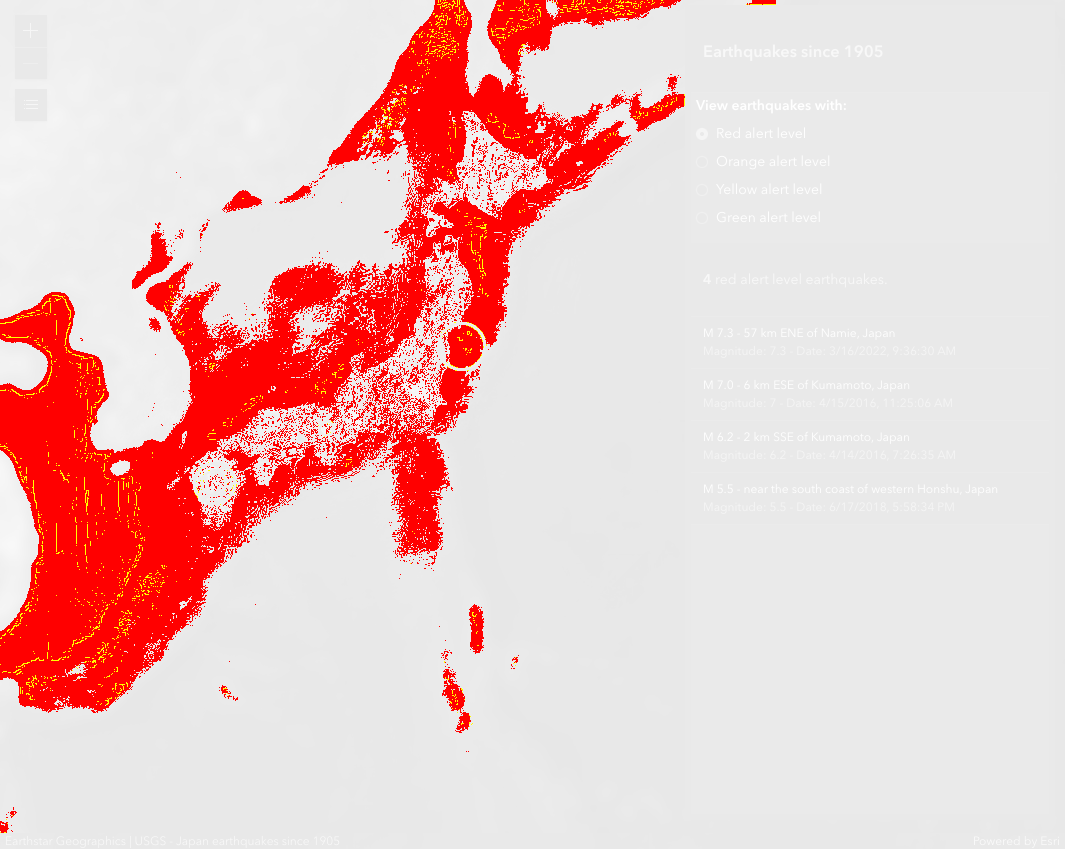 Earthquakes since 1905
View earthquakes with:
Red alert level
Orange alert level
Yellow alert level
Green alert level
4 red alert level earthquakes.
M 7.3 - 57 km ENE of Namie, Japan
Magnitude: 7.3 - Date: 3/16/2022, 9:36:30 AM
M 7.0 - 6 km ESE of Kumamoto, Japan
Magnitude: 7 - Date: 4/15/2016, 11:25:06 AM
M 6.2 - 2 km SSE of Kumamoto, Japan
Magnitude: 6.2 - Date: 4/14/2016, 7:26:35 AM
M 5.5 - near the south coast of western Honshu, Japan
Magnitude: 5.5 - Date: 6/17/2018, 5:58:34 PM
Earthstar Geographics | USGS - Japan earthquakes since 1905
Powered by Esri